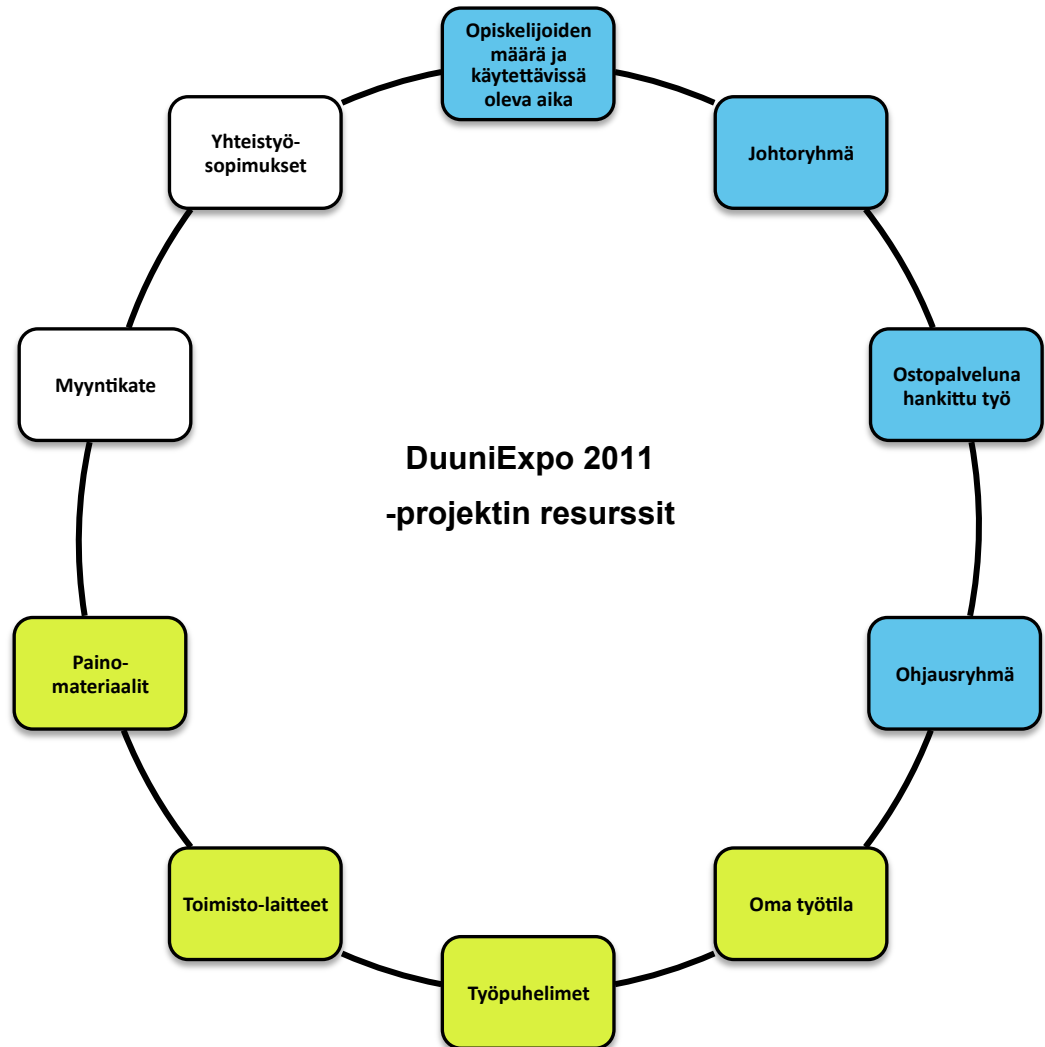 Opiskelijoiden
määrä ja
käytettävissä
oleva aika
Johtoryhmä
Ostopalveluna
hankittu työ
Ohjausryhmä
Oma työtila
Työpuhelimet
Toimisto-laitteet
Paino-
materiaalit
Myyntikate
Yhteistyö-
sopimukset
DuuniExpo 2011
-projektin resurssit